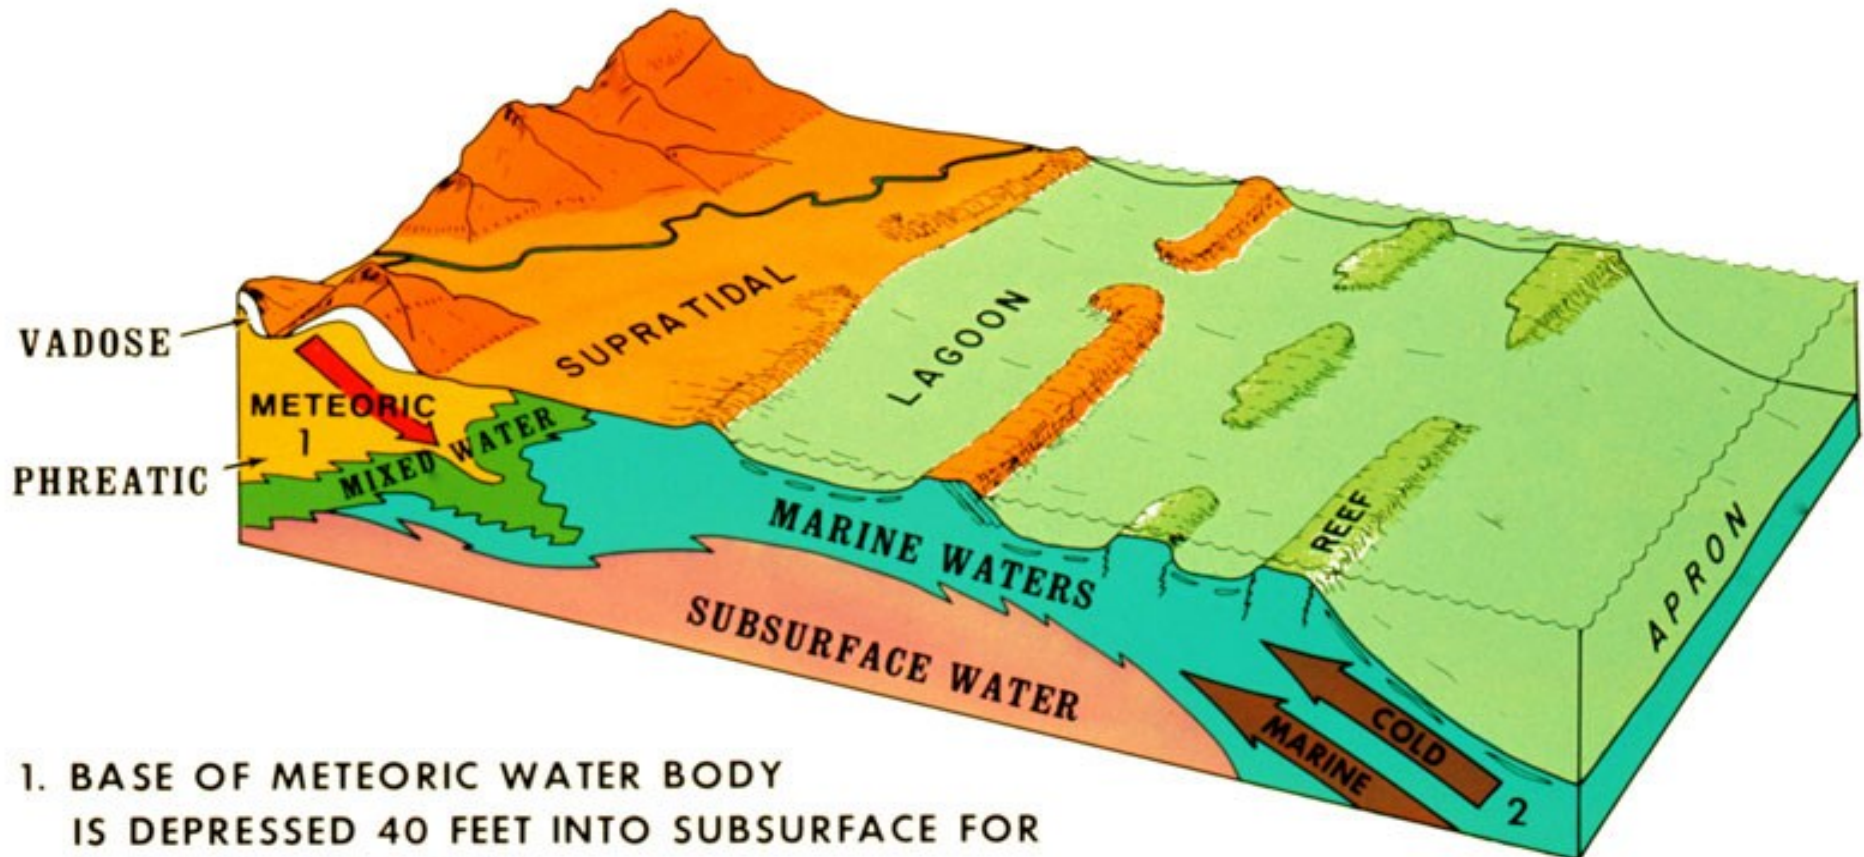 VADOSE
METEORIC
1
PHREATIC
MIXED WATER
SUPRATIDAL
LAGOON
MARINE WATERS
SUBSURFACE WATER
REEF
APRON
COLD
MARINE
2
1. BASE OF METEORIC WATER BODY
IS DEPRESSED 40 FEET INTO SUBSURFACE FOR